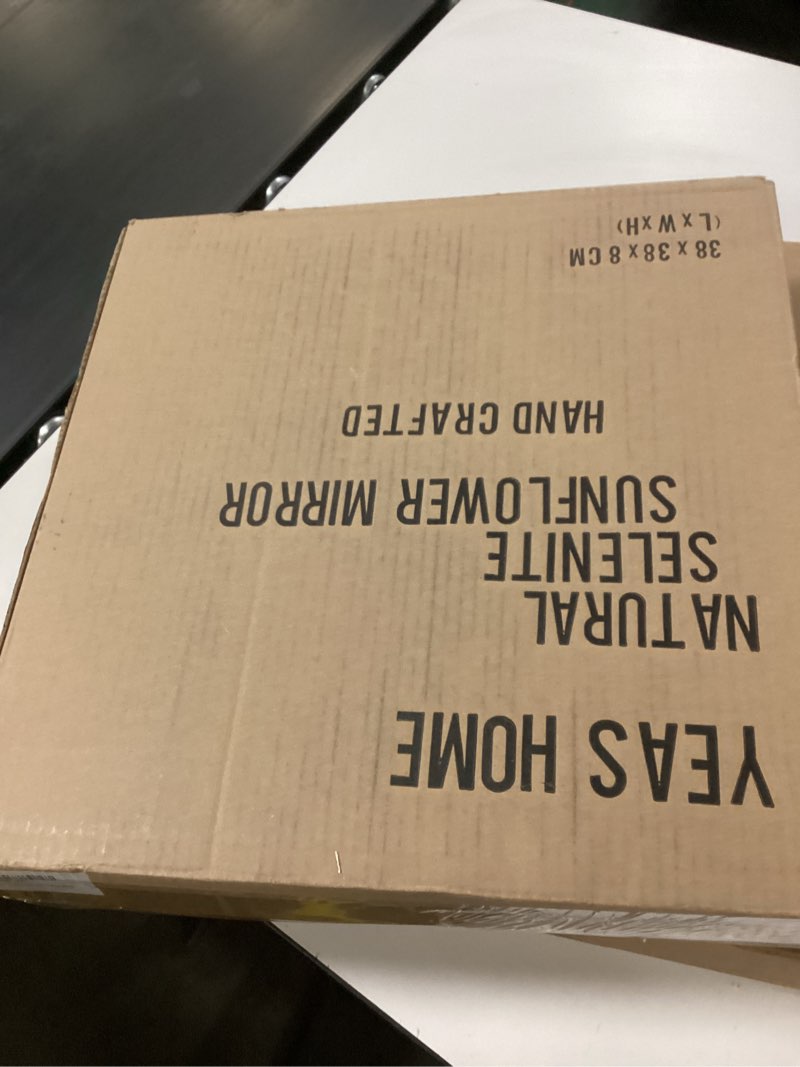 YEAS HOME
NATURAL
SELENITE
SUNFLOWER MIRROR
HAND CRAFTED
38 x 38 x 8 CM
(L x W x H)